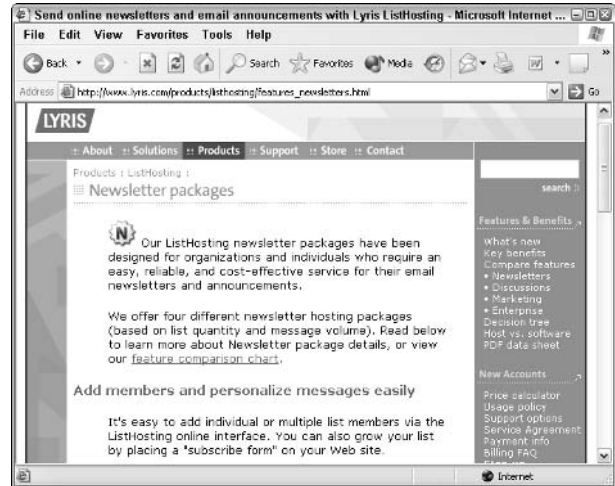 Send online newsletters and email announcements with Lyris ListHosting - Microsoft Internet ...
File Edit View Favorites Tools Help
Back Search Favorites Media
Address http://www.lyris.com/products/listhosting/features_newsletters.html Go
LYRIS
:: About :: Solutions :: Products :: Support :: Store :: Contact
Products : ListHosting :
Newsletter packages
search ::
N Our ListHosting newsletter packages have been
designed for organizations and individuals who require an
easy, reliable, and cost-effective service for their email
newsletters and announcements.
We offer four different newsletter hosting packages
(based on list quantity and message volume). Read below
to learn more about Newsletter package details, or view
our feature comparison chart.
Add members and personalize messages easily
It's easy to add individual or multiple list members via the
ListHosting online interface. You can also grow your list
by placing a "subscribe form" on your Web site.
Features & Benefits
What's new
Key benefits
Compare features
• Newsletters
• Discussions
• Marketing
• Enterprise
Decision tree
Host vs. software
PDF data sheet
New Accounts
Price calculator
Usage policy
Support options
Service Agreement
Payment info
Billing FAQ
Internet